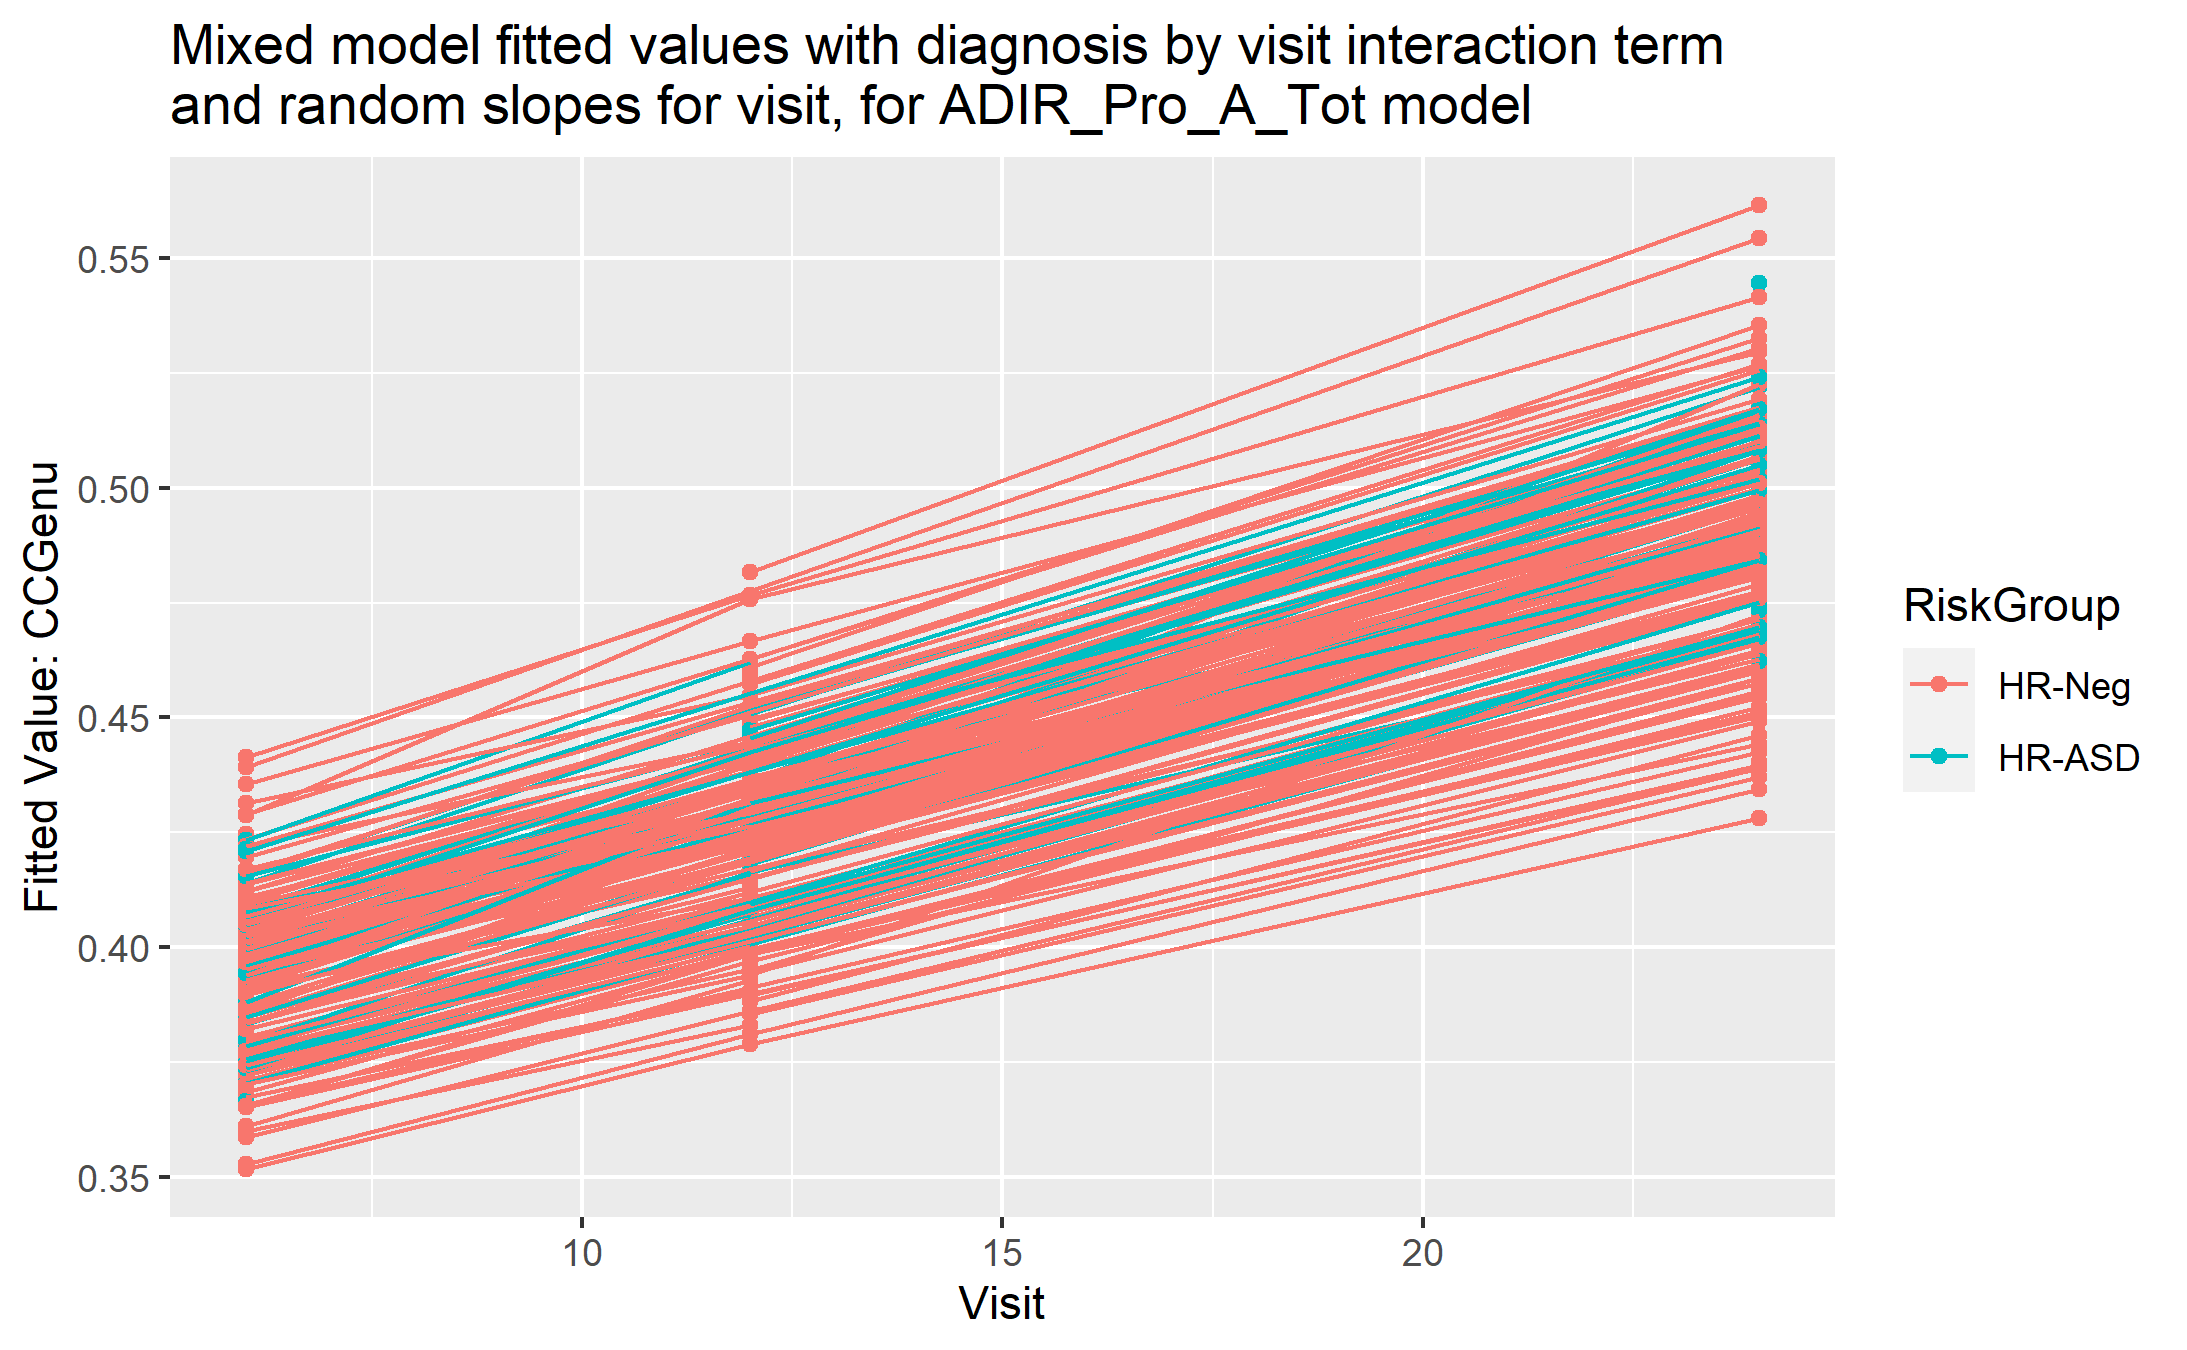 Mixed model fitted values with diagnosis by visit interaction term
and random slopes for visit, for ADIR_Pro_A_Tot model
Fitted Value: CCGenu
0.55
0.50
0.45
0.40
0.35
10
15
20
Visit
RiskGroup
HR-Neg
HR-ASD